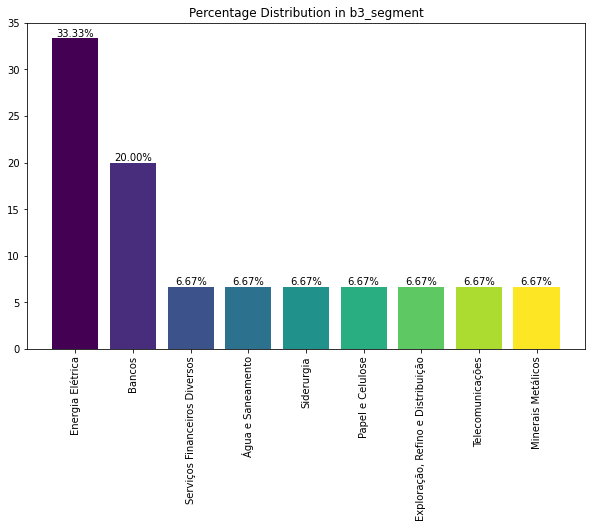 Percentage Distribution in b3_segment
35
30
25
20
15
10
5
0
33.33%
20.00%
6.67%
6.67%
6.67%
6.67%
6.67%
6.67%
6.67%
Energia Elétrica
Bancos
Serviços Financeiros Diversos
Água e Saneamento
Siderurgia
Papel e Celulose
Exploração, Refino e Distribuição
Telecomunicações
Minerais Metálicos